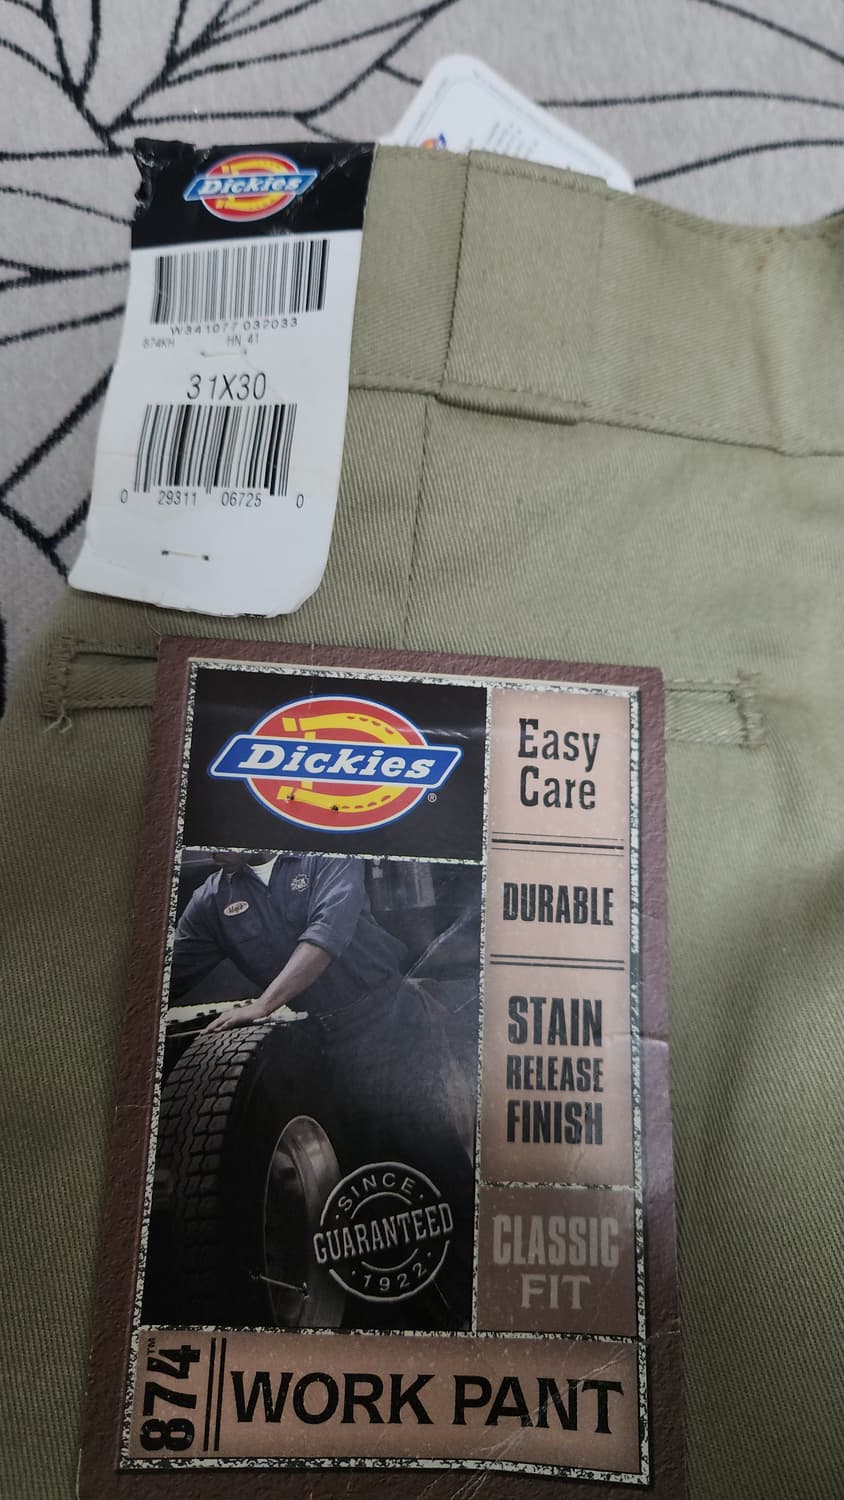 Dickies
W341077 032033
874KH HN 41
31X30
0 29311 06725 0
Dickies®
Easy
Care
DURABLE
STAIN
RELEASE
FINISH
CLASSIC
FIT
SINCE
GUARANTEED
1922
874™ WORK PANT